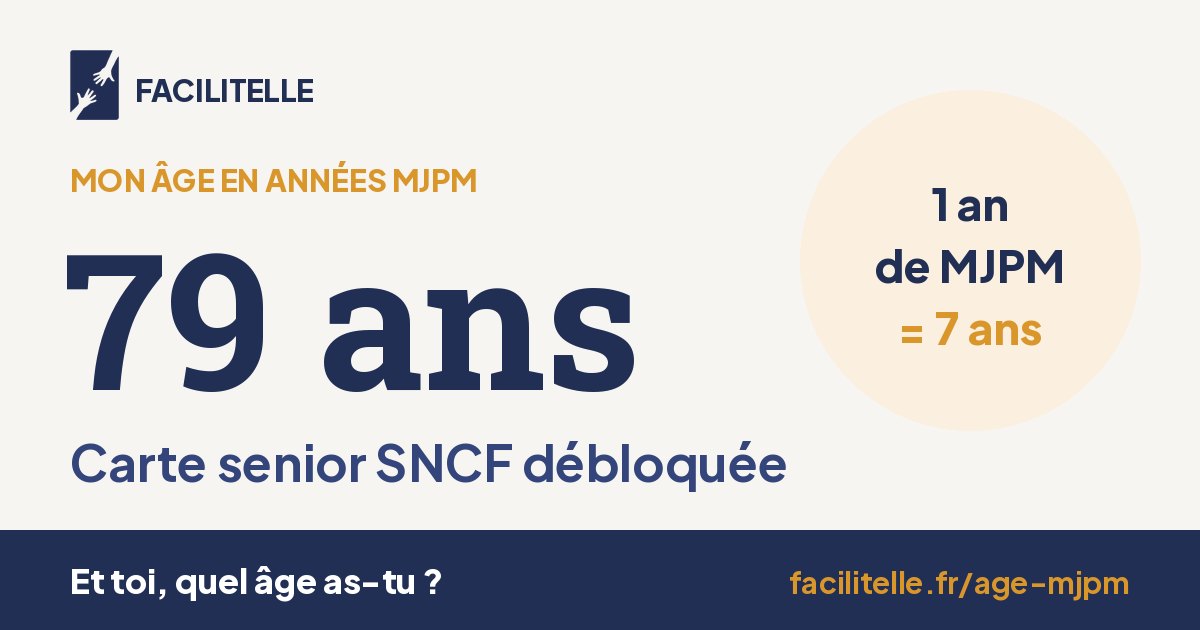 FACILITELLE
MON ÂGE EN ANNÉES MJPM
79 ans
Carte senior SNCF débloquée
1 an
de MJPM
= 7 ans
Et toi, quel âge as-tu ?
facilitelle.fr/age-mjpm